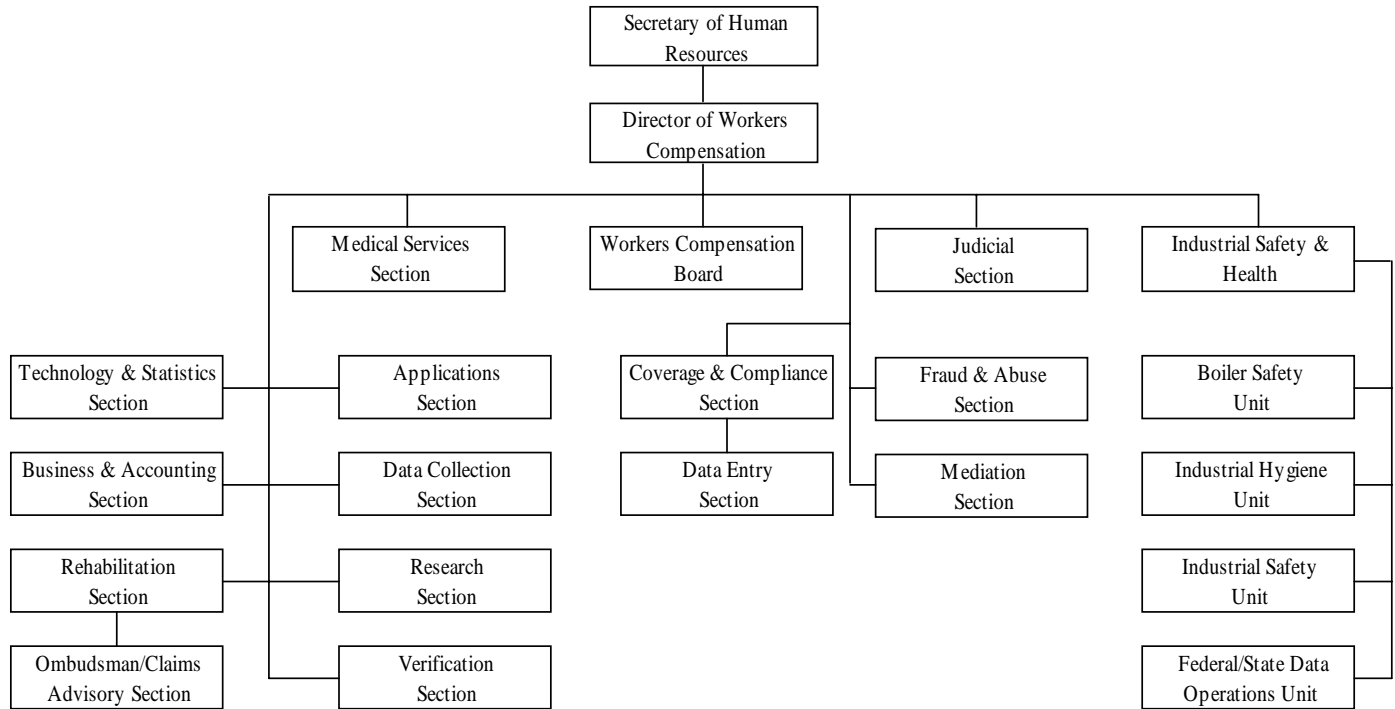 Secretary of Human
Resources
Director of Workers
Compensation
Medical Services
Section
Workers Compensation
Board
Judicial
Section
Industrial Safety &
Health
Technology & Statistics
Section
Applications
Section
Coverage & Compliance
Section
Fraud & Abuse
Section
Boiler Safety
Unit
Business & Accounting
Section
Data Collection
Section
Data Entry
Section
Mediation
Section
Industrial Hygiene
Unit
Rehabilitation
Section
Research
Section
Industrial Safety
Unit
Ombudsman/Claims
Advisory Section
Verification
Section
Federal/State Data
Operations Unit